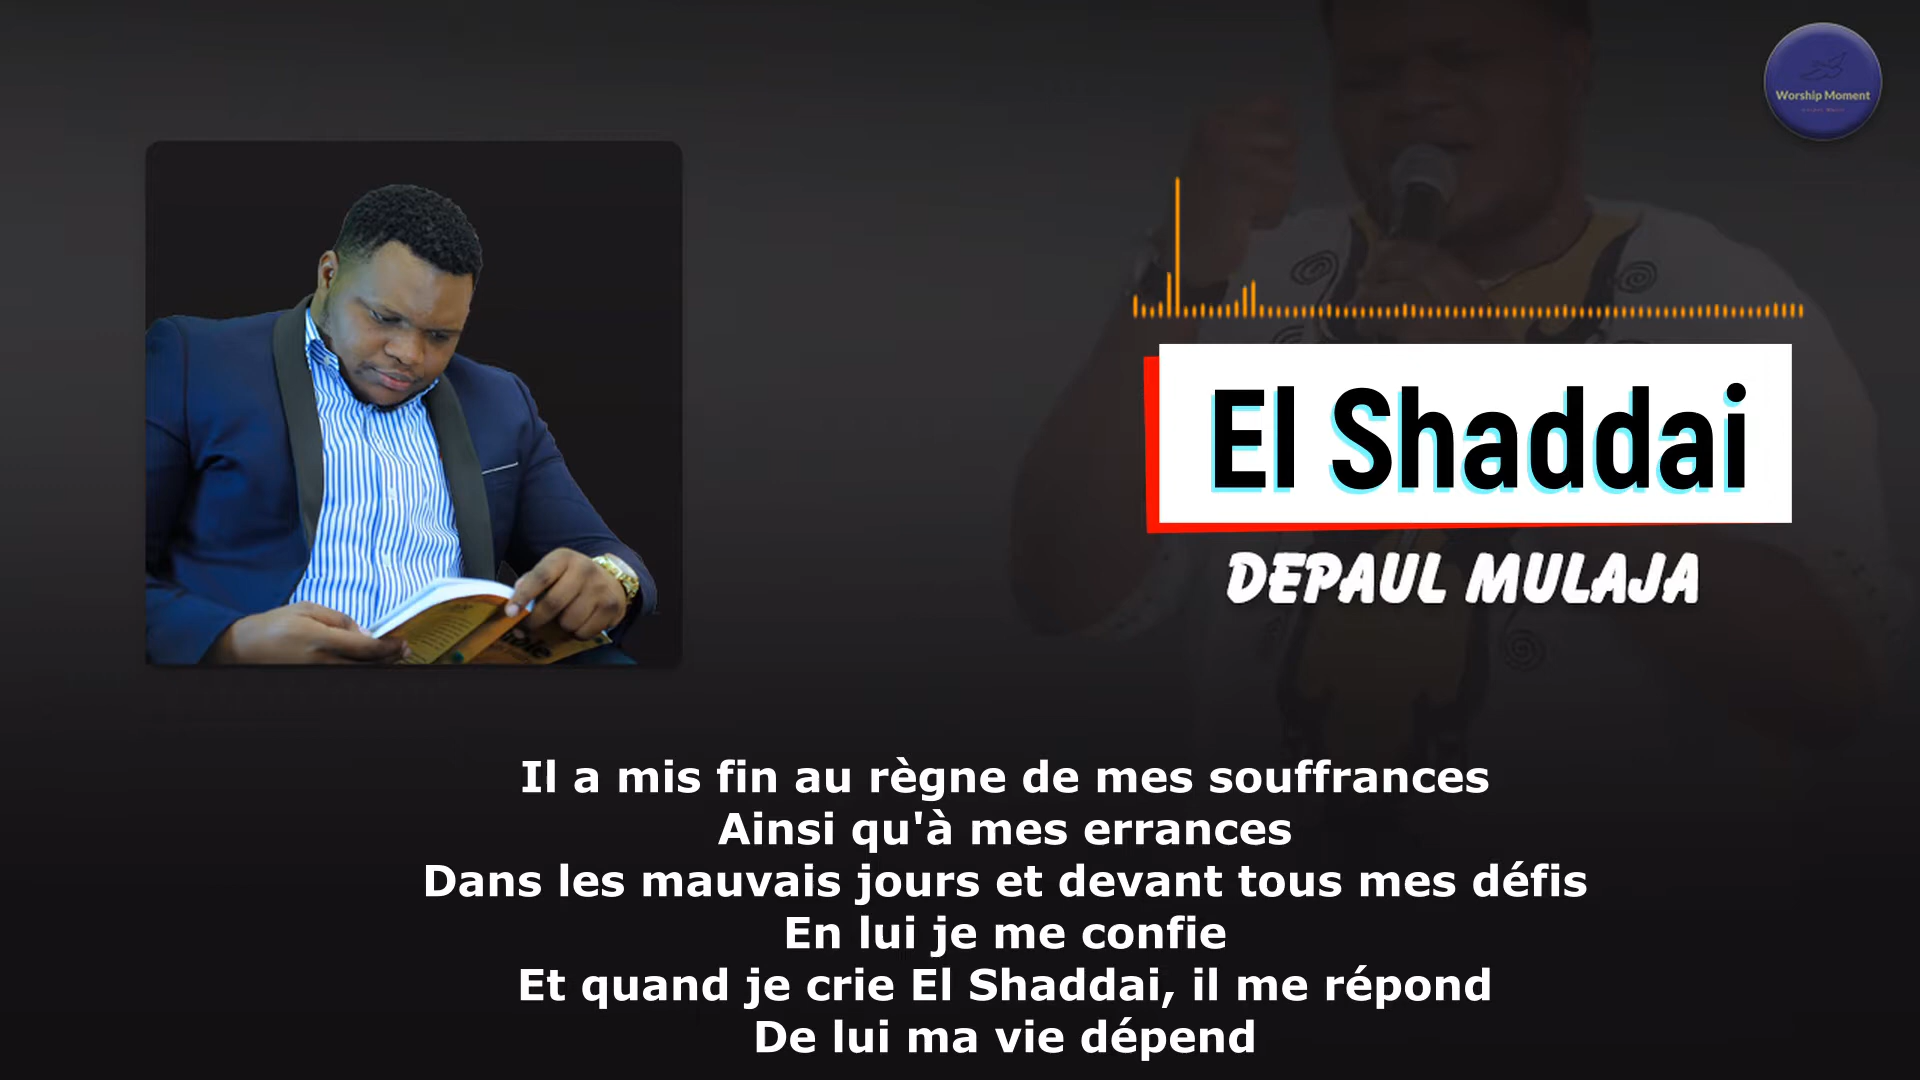 Worship Moment
El Shaddai
DEPAUL MULAJA
Il a mis fin au règne de mes souffrances
Ainsi qu'à mes errances
Dans les mauvais jours et devant tous mes défis
En lui je me confie
Et quand je crie El Shaddai, il me répond
De lui ma vie dépend